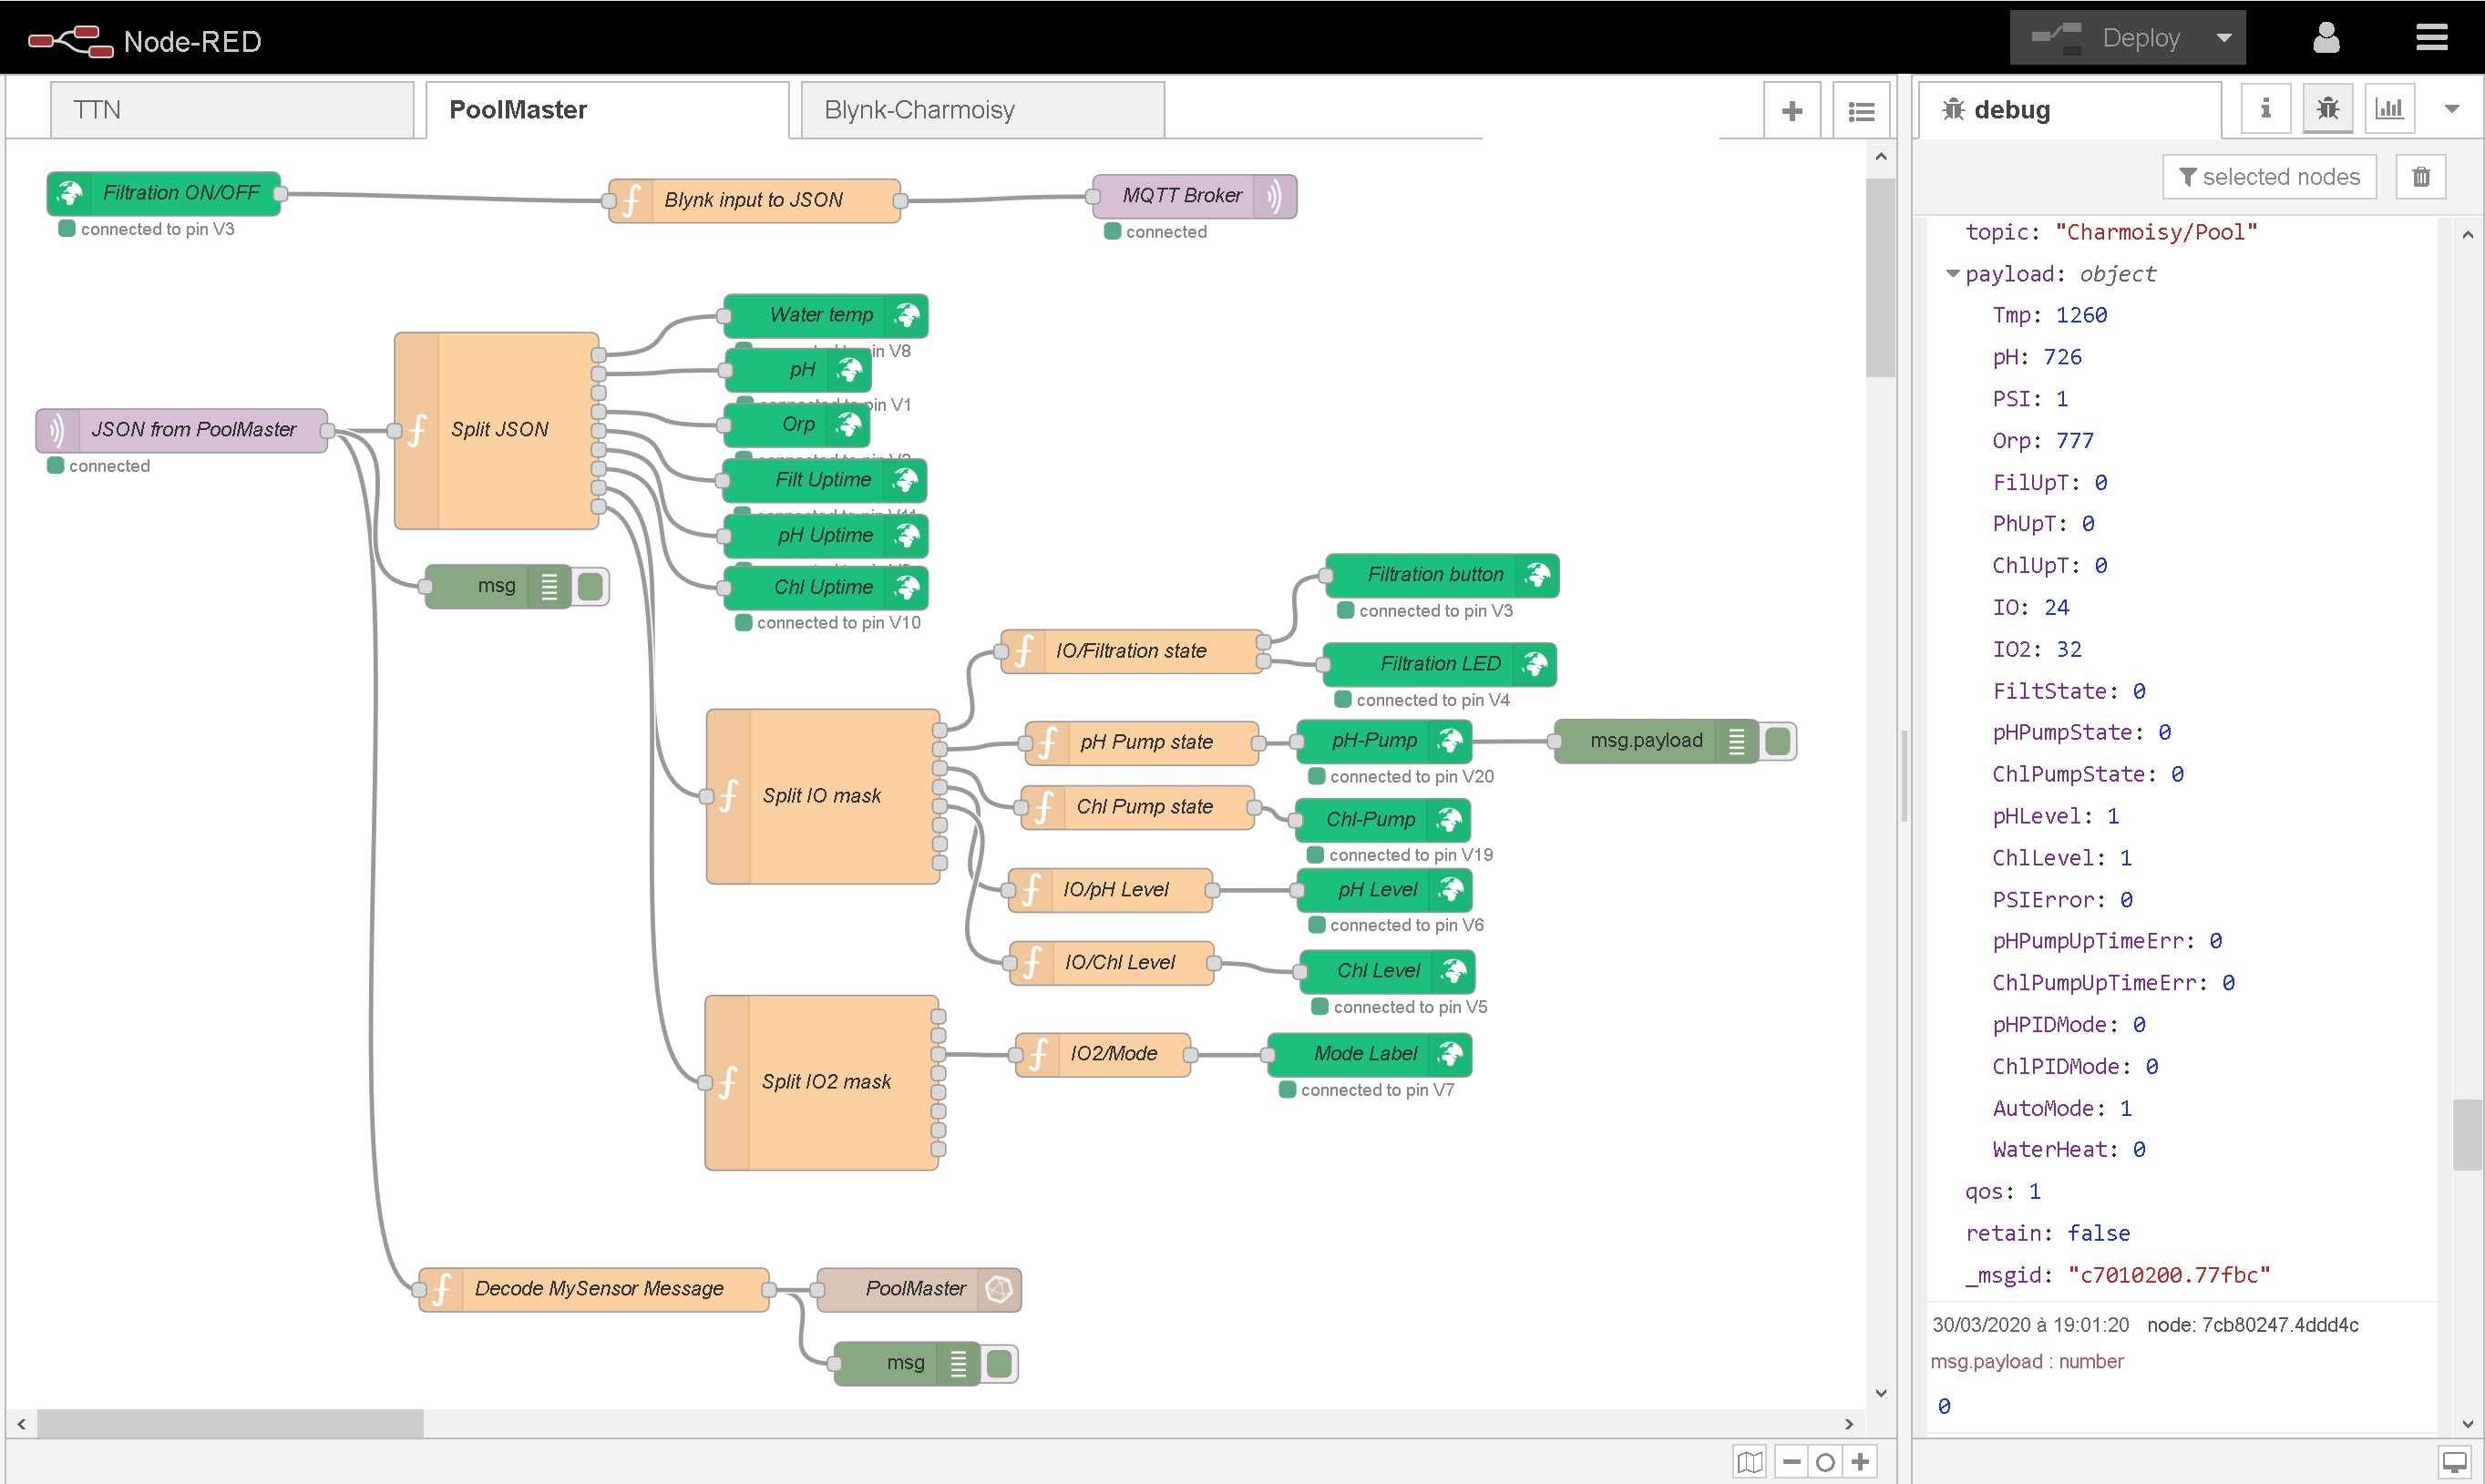 Node-RED
Deploy
TTN
PoolMaster
Blynk-Charmoisy
debug
selected nodes
Filtration ON/OFF
connected to pin V3
Blynk input to JSON
MQTT Broker
connected
Water temp
in V8
pH
pin V1
Orp
Filt Uptime
pH Uptime
Chl Uptime
connected to pin V10
JSON from PoolMaster
connected
Split JSON
msg
Filtration button
connected to pin V3
IO/Filtration state
Filtration LED
connected to pin V4
Split IO mask
pH Pump state
pH-Pump
connected to pin V20
msg.payload
Chl Pump state
Chl-Pump
connected to pin V19
IO/pH Level
pH Level
connected to pin V6
IO/Chl Level
Chl Level
connected to pin V5
Split IO2 mask
IO2/Mode
Mode Label
connected to pin V7
Decode MySensor Message
PoolMaster
msg
topic: "Charmoisy/Pool"
payload: object
Tmp: 1260
pH: 726
PSI: 1
Orp: 777
FilUpT: 0
PhUpT: 0
ChlUpT: 0
IO: 24
IO2: 32
FiltState: 0
pHPumpState: 0
ChlPumpState: 0
pHLevel: 1
ChlLevel: 1
PSIError: 0
pHPumpUpTimeErr: 0
ChlPumpUpTimeErr: 0
pHPIDMode: 0
ChlPIDMode: 0
AutoMode: 1
WaterHeat: 0
qos: 1
retain: false
_msgid: "c7010200.77fbc"
30/03/2020 à 19:01:20 node: 7cb80247.4ddd4c
msg.payload : number
0